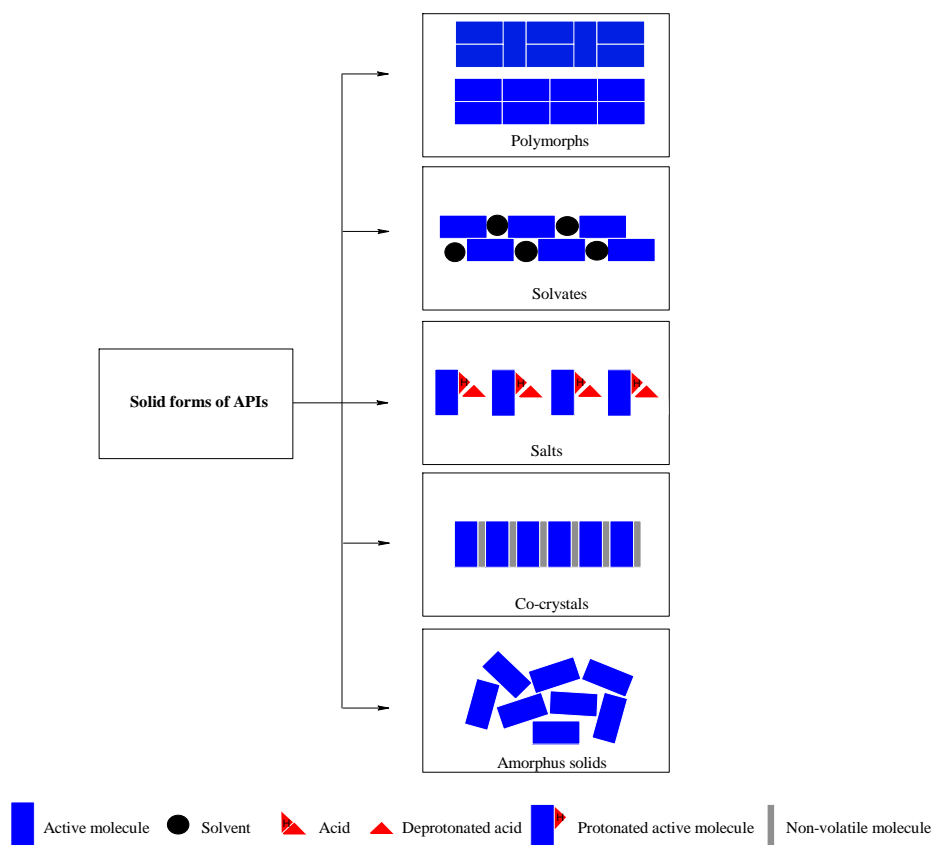 Polymorphs
Solvates
Solid forms of APIs
Salts
Co-crystals
Amorphus solids
H H H H
Active molecule Solvent H Acid Deprotonated acid H Protonated active molecule Non-volatile molecule